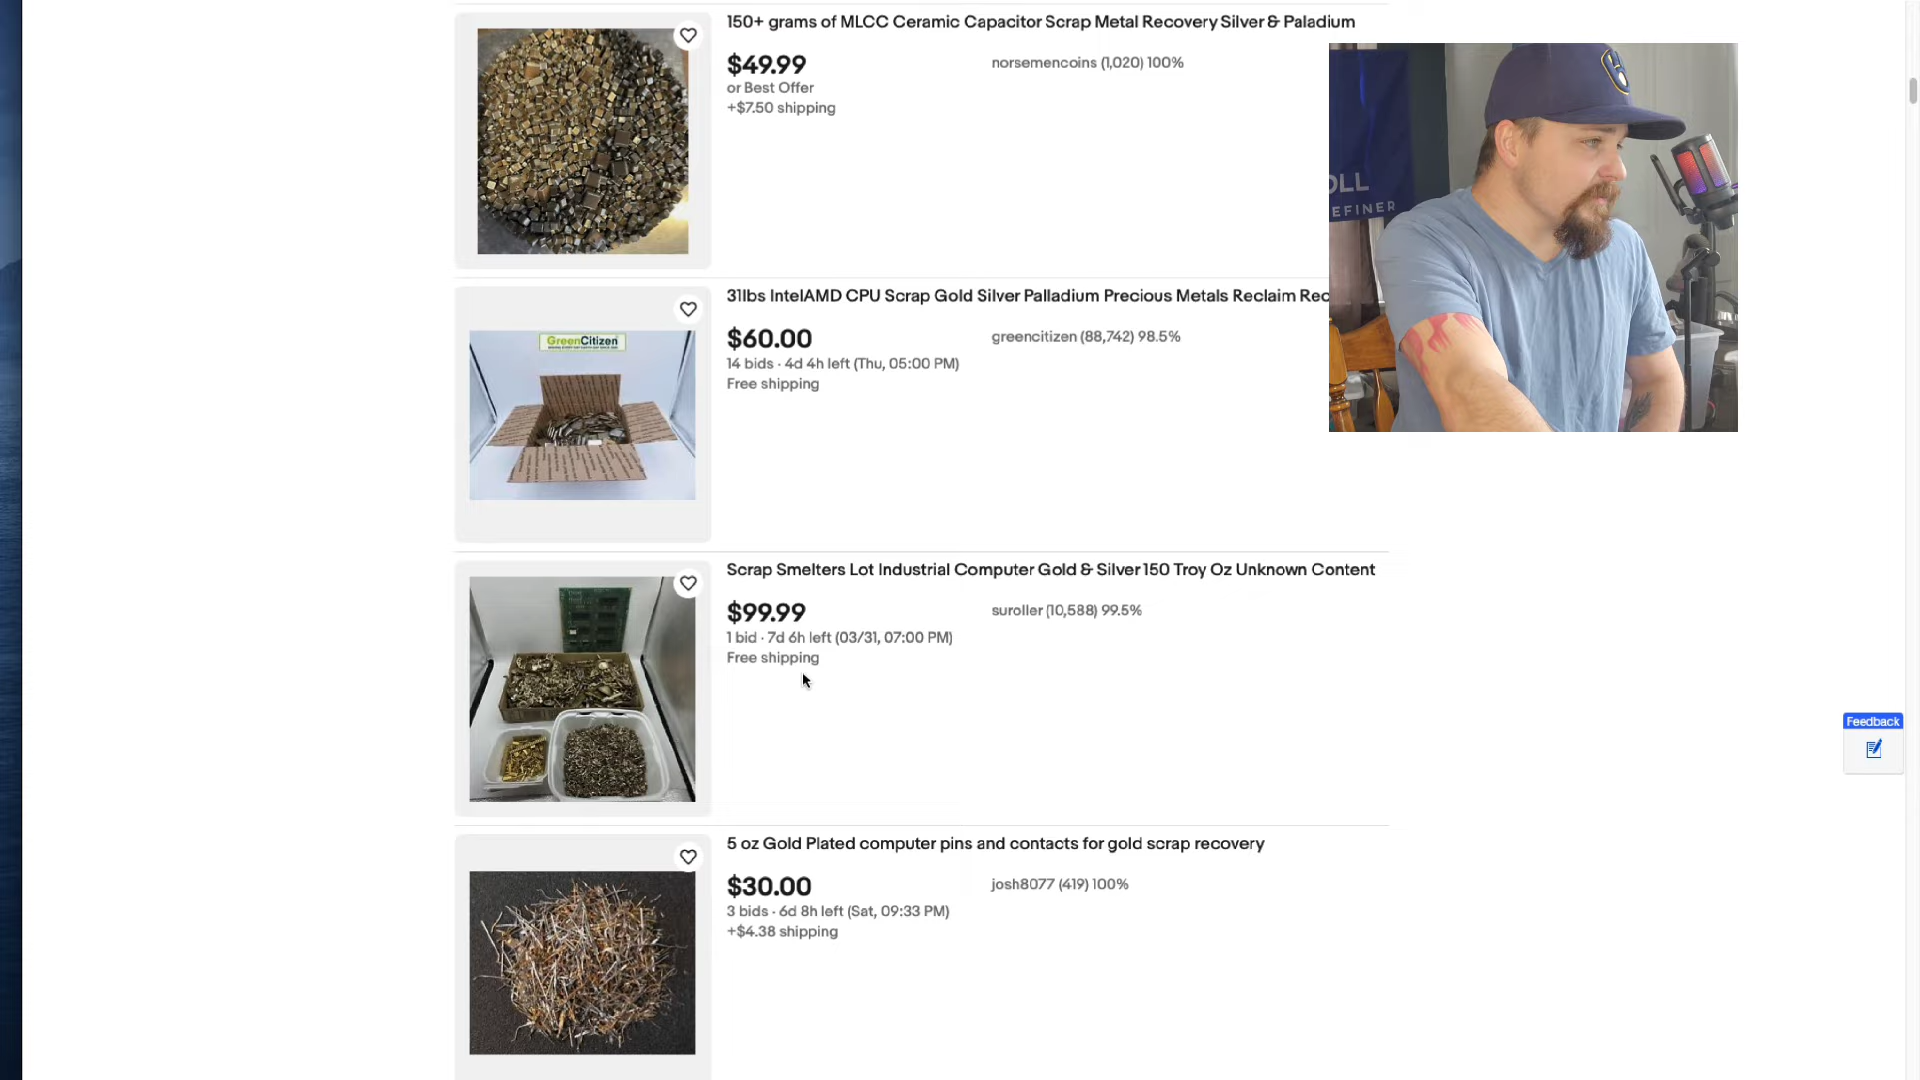 150+ grams of MLCC Ceramic Capacitor Scrap Metal Recovery Silver & Paladium
$49.99
norsemencoins (1,020) 100%
or Best Offer
+$7.50 shipping
31lbs IntelAMD CPU Scrap Gold Silver Palladium Precious Metals Reclaim Rec
$60.00
greencitizen (88,742) 98.5%
14 bids · 4d 4h left (Thu, 05:00 PM)
Free shipping
GreenCitizen
Scrap Smelters Lot Industrial Computer Gold & Silver 150 Troy Oz Unknown Content
$99.99
suroller (10,588) 99.5%
1 bid · 7d 6h left (03/31, 07:00 PM)
Free shipping
5 oz Gold Plated computer pins and contacts for gold scrap recovery
$30.00
josh8077 (419) 100%
3 bids · 6d 8h left (Sat, 09:33 PM)
+$4.38 shipping
OLL
EFINER
Feedback